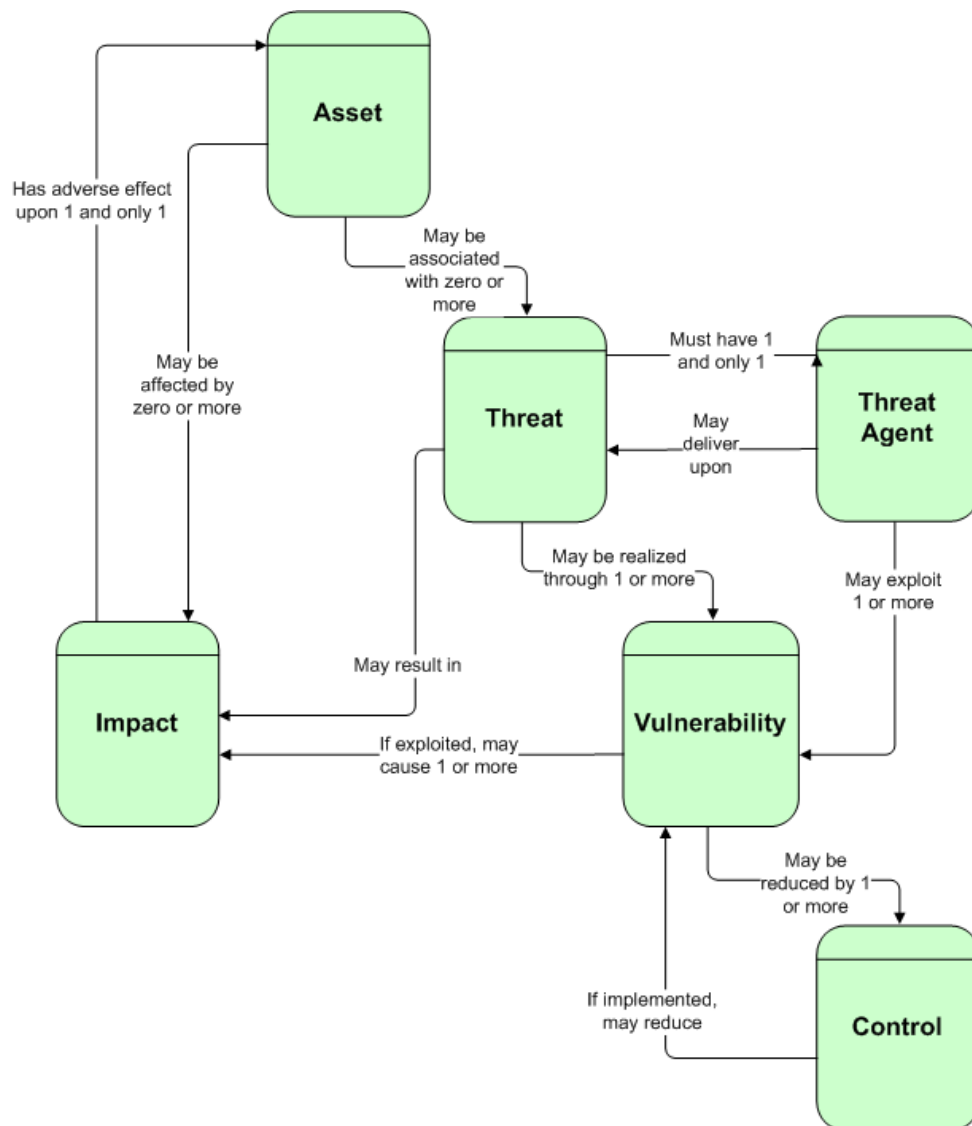 Asset
Has adverse effect
upon 1 and only 1
May be
associated
with zero or
more
May be
affected by
zero or more
Threat
Must have 1
and only 1
May
deliver
upon
Threat
Agent
May be realized
through 1 or more
May exploit
1 or more
May result in
Impact
If exploited, may
cause 1 or more
Vulnerability
May be
reduced by 1
or more
If implemented,
may reduce
Control